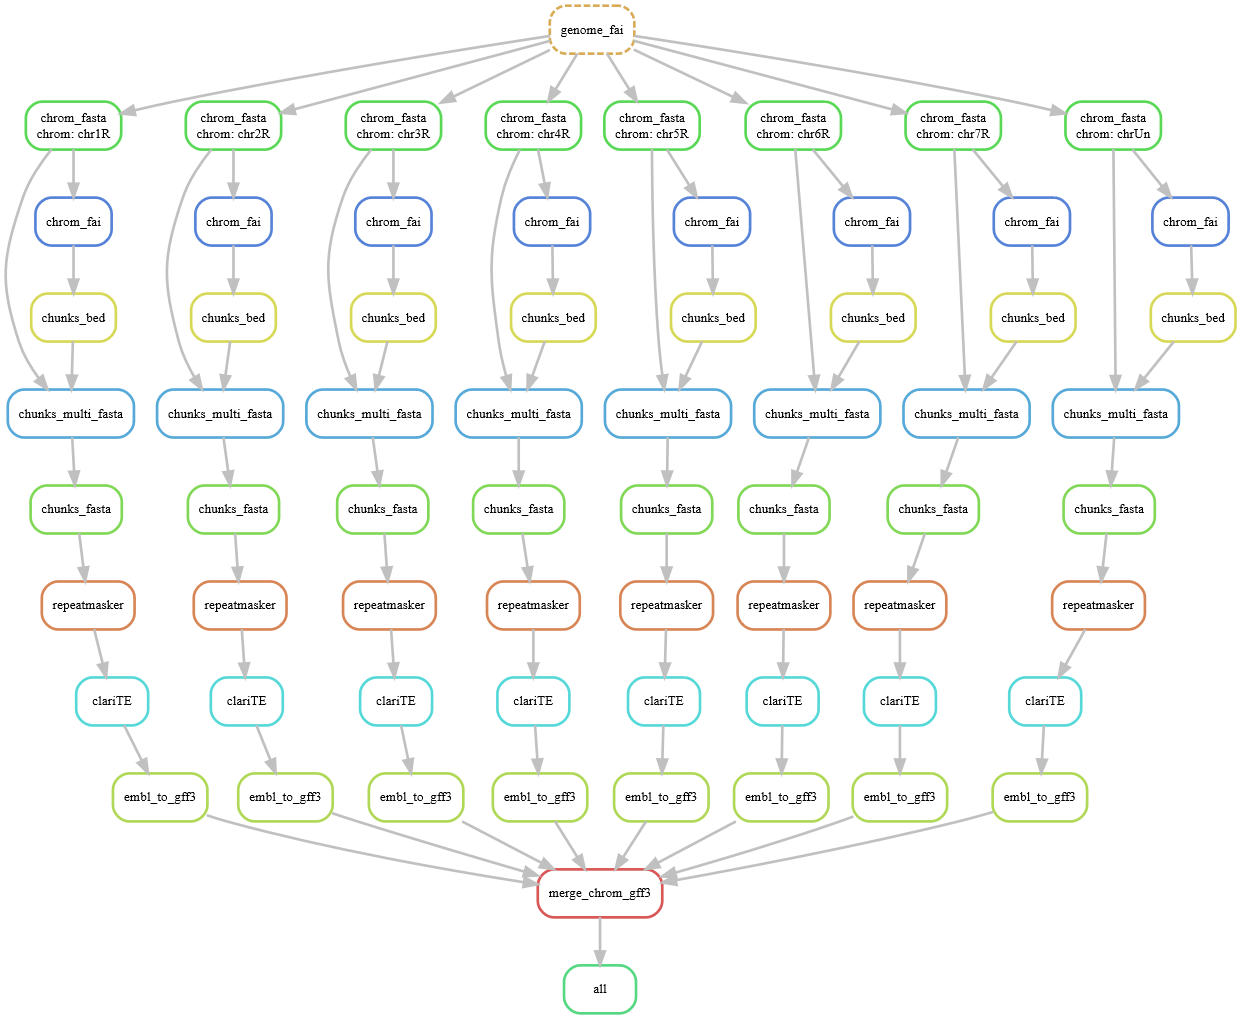 genome_fai
chrom_fasta
chrom: chr1R
chrom_fasta
chrom: chr2R
chrom_fasta
chrom: chr3R
chrom_fasta
chrom: chr4R
chrom_fasta
chrom: chr5R
chrom_fasta
chrom: chr6R
chrom_fasta
chrom: chr7R
chrom_fasta
chrom: chrUn
chrom_fai
chrom_fai
chrom_fai
chrom_fai
chrom_fai
chrom_fai
chrom_fai
chrom_fai
chunks_bed
chunks_bed
chunks_bed
chunks_bed
chunks_bed
chunks_bed
chunks_bed
chunks_bed
chunks_multi_fasta
chunks_multi_fasta
chunks_multi_fasta
chunks_multi_fasta
chunks_multi_fasta
chunks_multi_fasta
chunks_multi_fasta
chunks_multi_fasta
chunks_fasta
chunks_fasta
chunks_fasta
chunks_fasta
chunks_fasta
chunks_fasta
chunks_fasta
chunks_fasta
repeatmasker
repeatmasker
repeatmasker
repeatmasker
repeatmasker
repeatmasker
repeatmasker
repeatmasker
clariTE
clariTE
clariTE
clariTE
clariTE
clariTE
clariTE
clariTE
embl_to_gff3
embl_to_gff3
embl_to_gff3
embl_to_gff3
embl_to_gff3
embl_to_gff3
embl_to_gff3
embl_to_gff3
merge_chrom_gff3
all